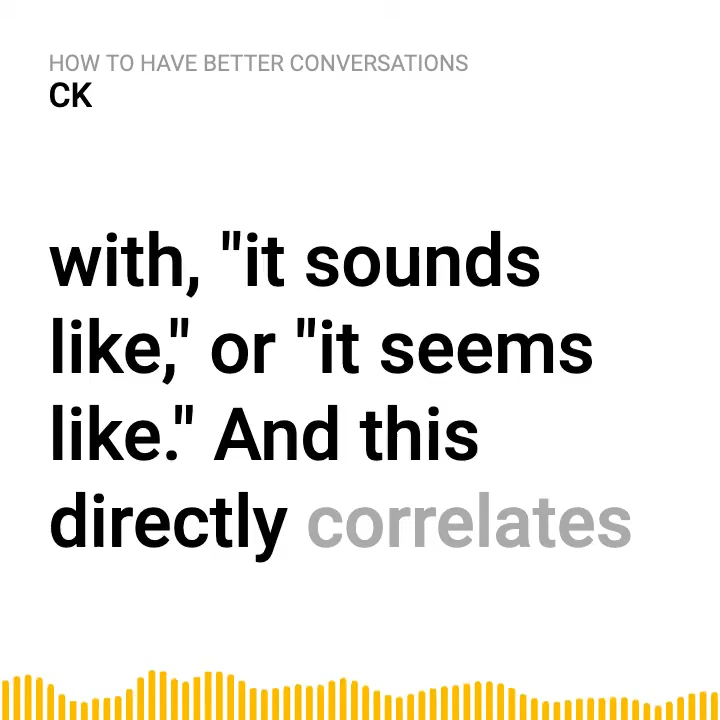 HOW TO HAVE BETTER CONVERSATIONS
CK
with, "it sounds
like," or "it seems
like." And this
directly correlates